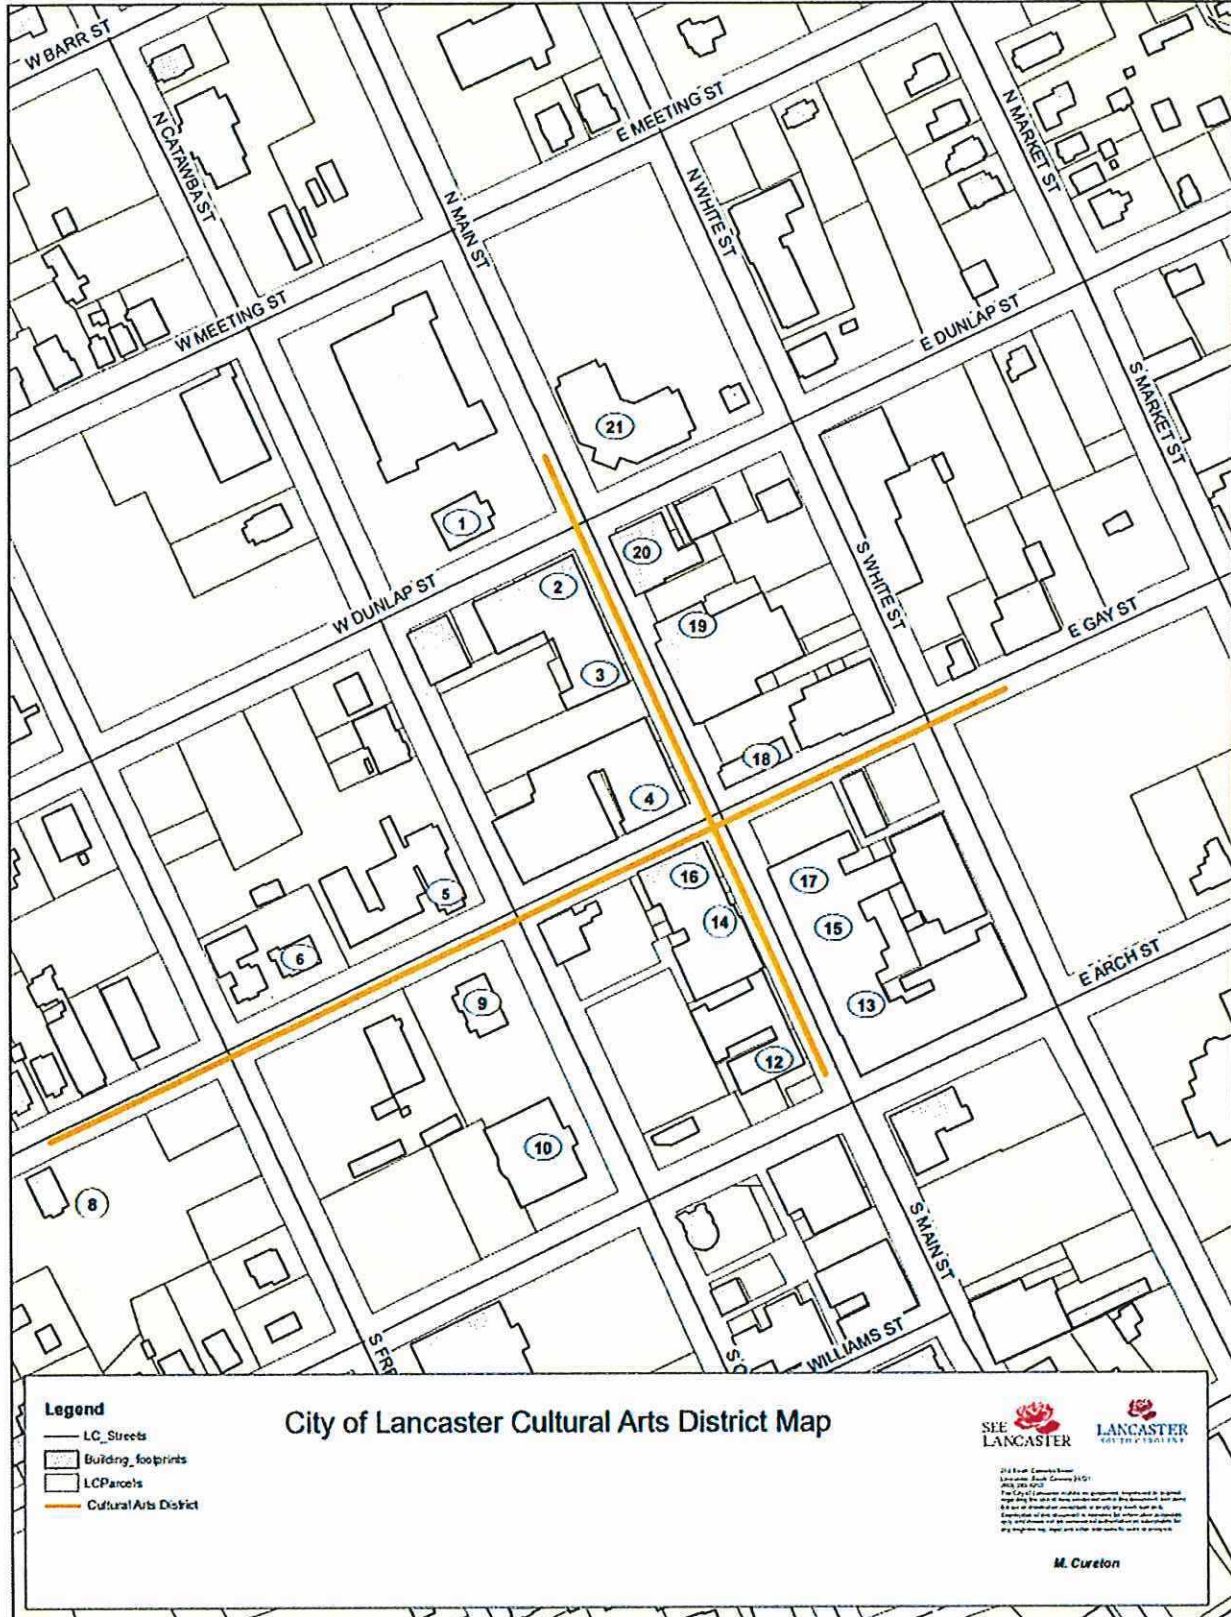 W BARR ST
N CATAWBA ST
E MEETING ST
N MARKET ST
N MAIN ST
N WHITE ST
W MEETING ST
E DUNLAP ST
S MARKET ST
21
1
20
S WHITE ST
2
W DUNLAP ST
E GAY ST
19
3
18
4
16
17
5
14
15
6
E ARCH ST
9
13
12
10
8
S MAIN ST
S FR
S
WILLIAMS ST
Legend
LC_Streets
Building_footprints
LCParcels
Cultural Arts District
City of Lancaster Cultural Arts District Map
SEE
LANCASTER
LANCASTER
SOUTH CAROLINA
M. Cureton